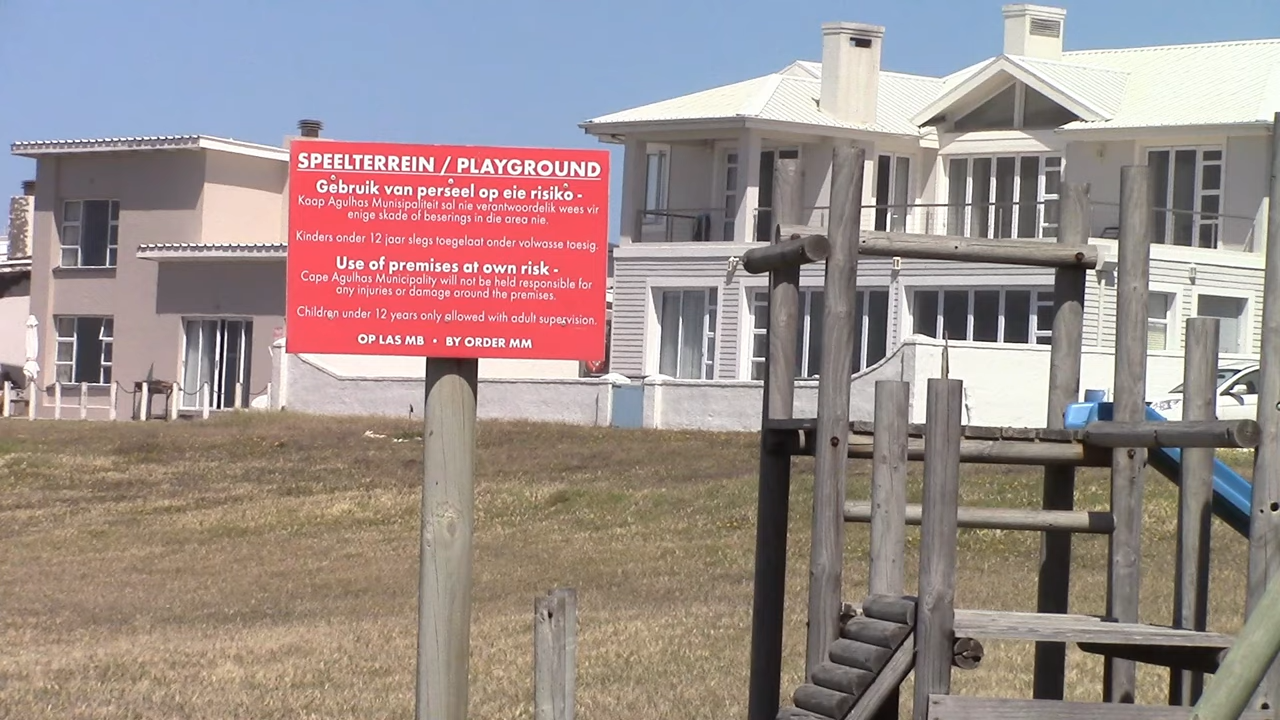 SPEELTERREIN / PLAYGROUND
Gebruik van perseel op eie risiko -
Kaap Agulhas Munisipaliteit sal nie verantwoordelik wees vir
enige skade of beserings in die area nie.
Kinders onder 12 jaar slegs toegelaat onder volwasse toesig.
Use of premises at own risk -
Cape Agulhas Municipality will not be held responsible for
any injuries or damage around the premises.
Children under 12 years only allowed with adult supervision.
OP LAS MB • BY ORDER MM